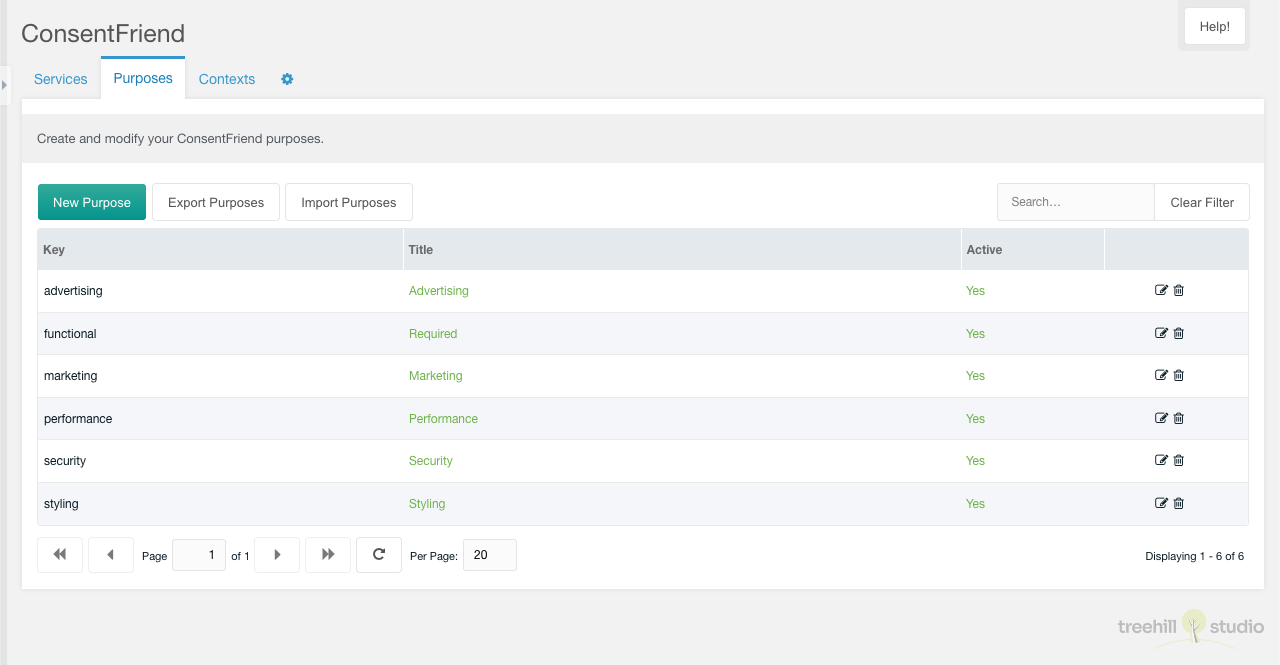 ConsentFriend
Help!
Services Purposes Contexts
Create and modify your ConsentFriend purposes.
New Purpose Export Purposes Import Purposes Search... Clear Filter
Key Title Active
advertising Advertising Yes
functional Required Yes
marketing Marketing Yes
performance Performance Yes
security Security Yes
styling Styling Yes
Page 1 of 1 Per Page: 20 Displaying 1 - 6 of 6
treehill studio